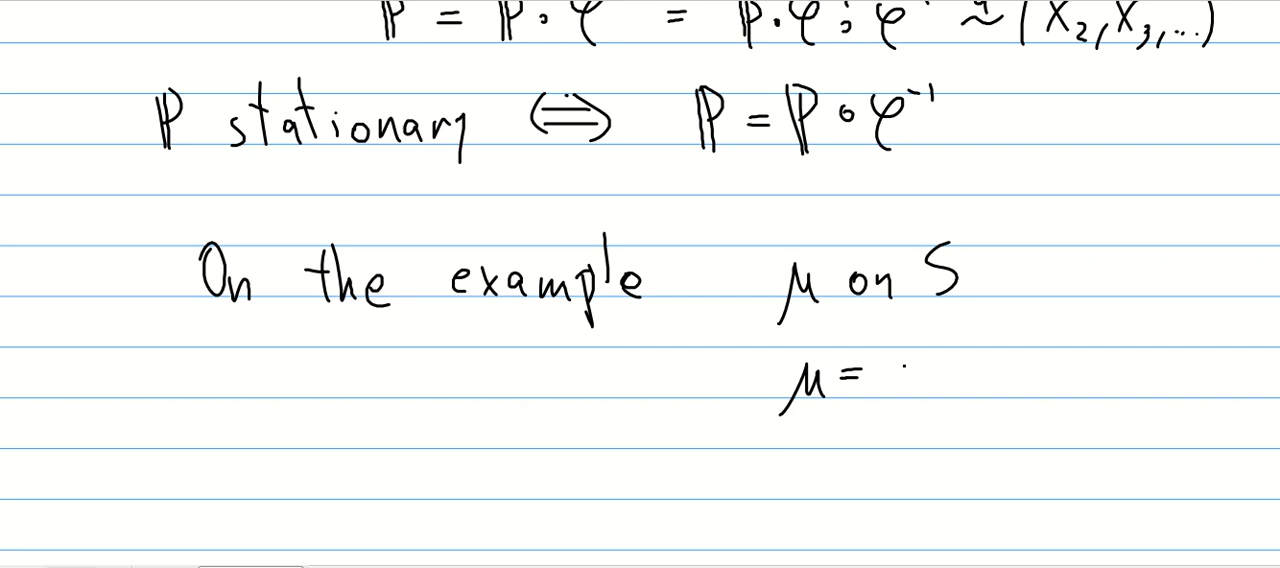 ℙ = ℙ∘φ = ℙ∘φ∘φ ~ (X₂, X₃, ...)
ℙ stationary ⟺ ℙ = ℙ∘φ⁻¹
On the example μ on S
μ =